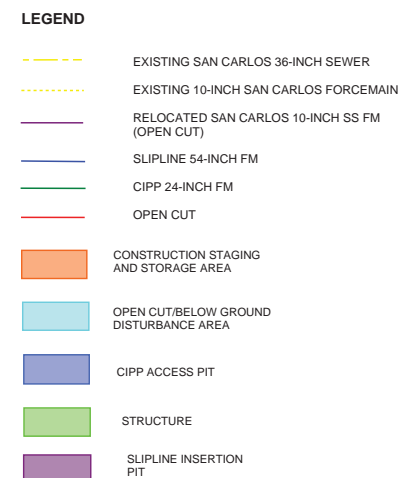 LEGEND
EXISTING SAN CARLOS 36-INCH SEWER
EXISTING 10-INCH SAN CARLOS FORCEMAIN
RELOCATED SAN CARLOS 10-INCH SS FM
(OPEN CUT)
SLIPLINE 54-INCH FM
CIPP 24-INCH FM
OPEN CUT
CONSTRUCTION STAGING
AND STORAGE AREA
OPEN CUT/BELOW GROUND
DISTURBANCE AREA
CIPP ACCESS PIT
STRUCTURE
SLIPLINE INSERTION
PIT